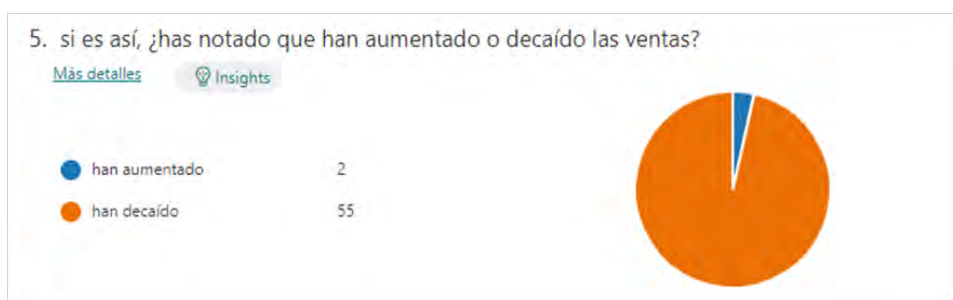 5. si es así, ¿has notado que han aumentado o decaído las ventas?
Más detalles
Insights
han aumentado 2
han decaído 55